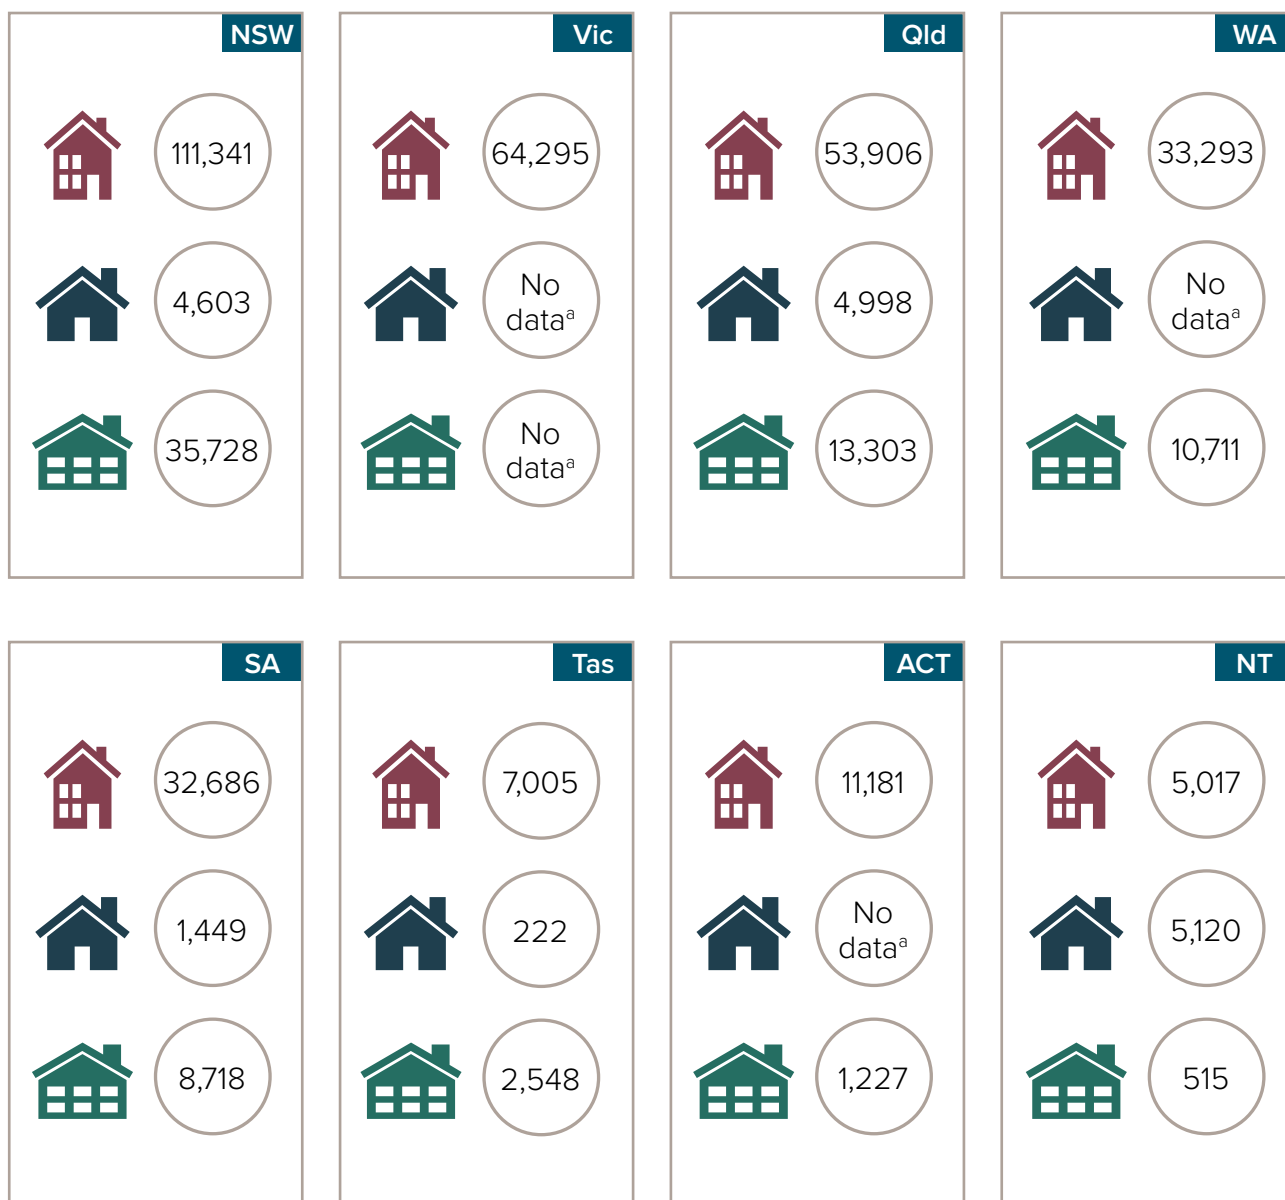 NSW
111,341
4,603
35,728
Vic
64,295
No
dataᵃ
No
dataᵃ
Qld
53,906
4,998
13,303
WA
33,293
No
dataᵃ
10,711
SA
32,686
1,449
8,718
Tas
7,005
222
2,548
ACT
11,181
No
dataᵃ
1,227
NT
5,017
5,120
515